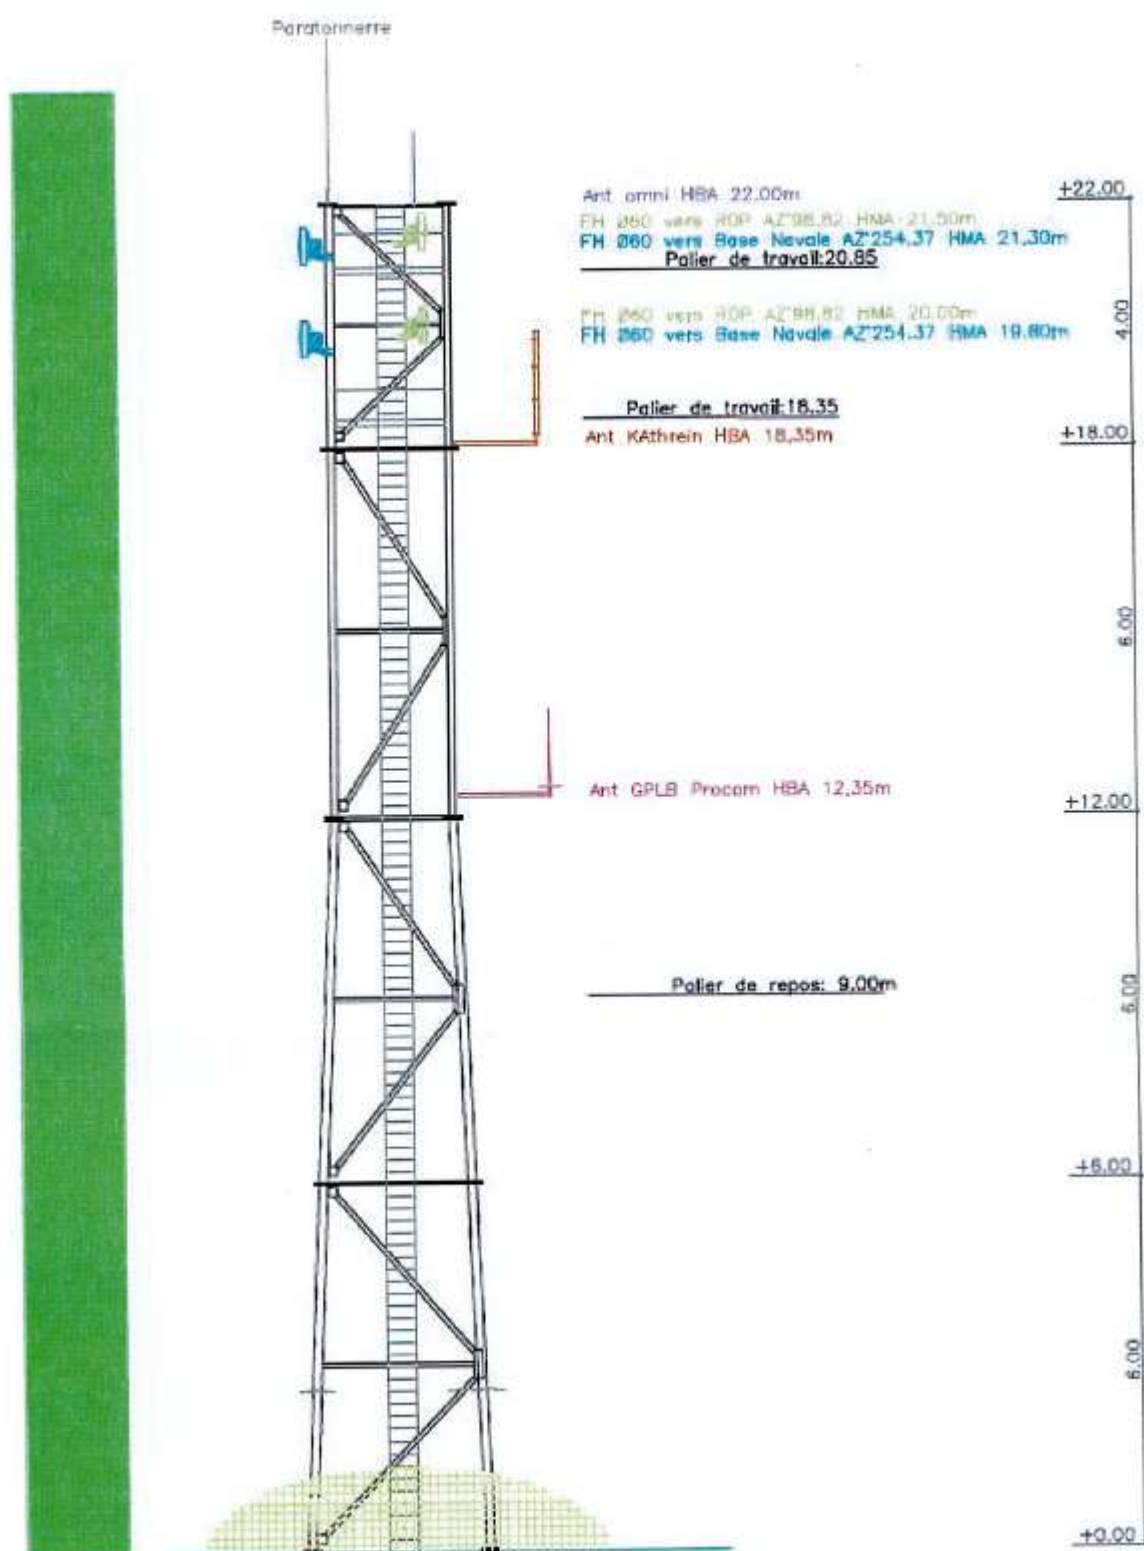 Paratonnerre
Ant omni HBA 22.00m
+22.00
FH Ø60 vers RDP AZ°98.82 HMA 21,50m
FH Ø60 vers Base Navale AZ°254,37 HMA 21,30m
Palier de travail:20.85
FH Ø60 vers RDP AZ°98.82 HMA 20,00m
FH Ø60 vers Base Navale AZ°254,37 HMA 19,80m
4.00
Palier de travail:18.35
Ant KAthrein HBA 18,35m
+18.00
6.00
Ant GPLB Procom HBA 12,35m
+12.00
Palier de repos: 9.00m
6.00
+6.00
6.00
+0.00